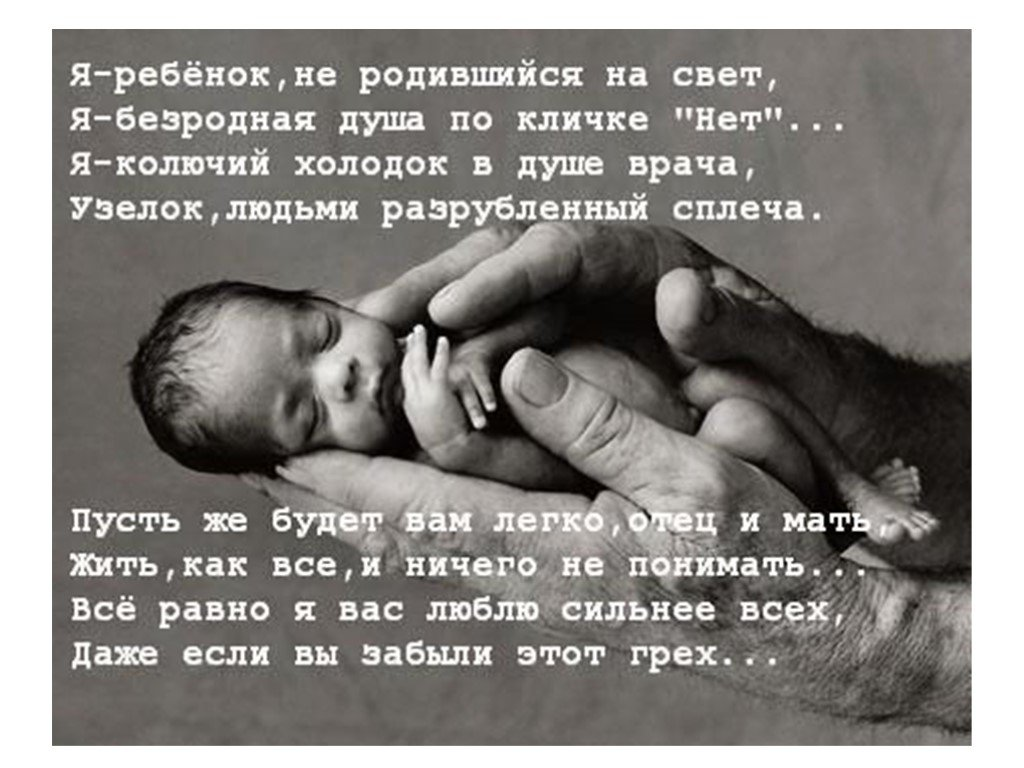 Я-ребёнок,не родившийся на свет,
Я-безродная душа по кличке "Нет"...
Я-колючий холодок в душе врача,
Узелок,людьми разрубленный сплеча.
Пусть же будет вам легко,отец и мать,
Жить,как все,и ничего не понимать...
Всё равно я вас люблю сильнее всех,
Даже если вы забыли этот грех...